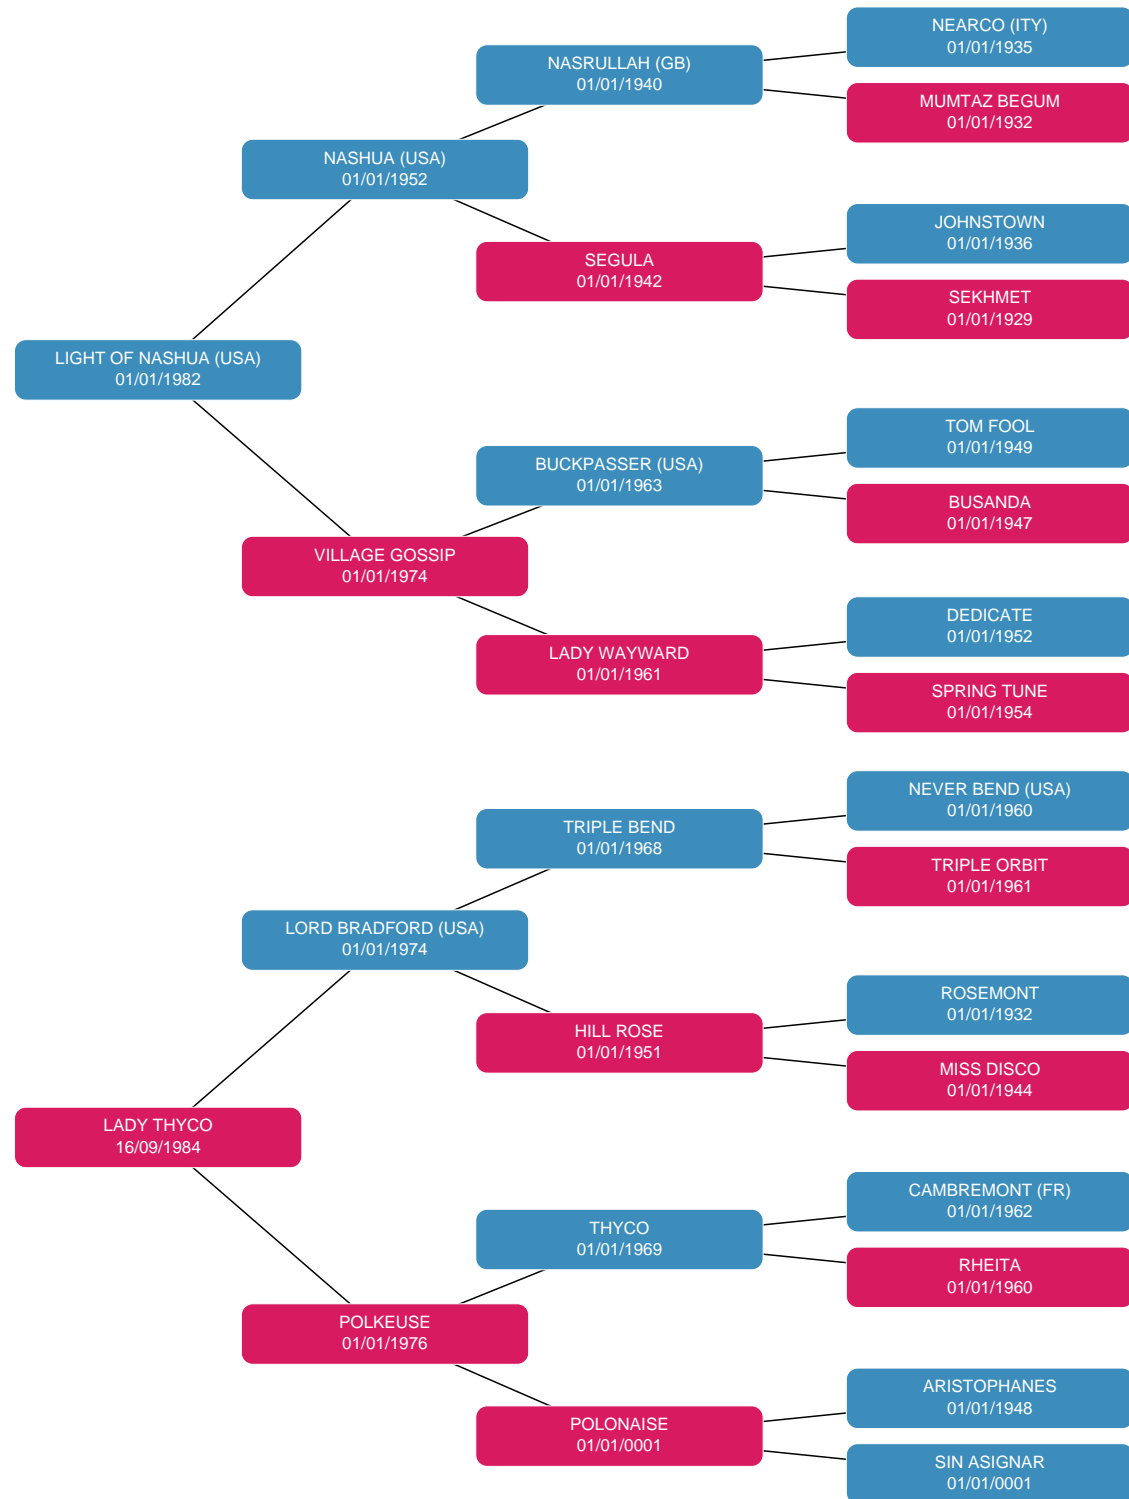 NEARCO (ITY)
01/01/1935
NASRULLAH (GB)
01/01/1940
MUMTAZ BEGUM
01/01/1932
NASHUA (USA)
01/01/1952
JOHNSTOWN
01/01/1936
SEGULA
01/01/1942
SEKHMET
01/01/1929
LIGHT OF NASHUA (USA)
01/01/1982
TOM FOOL
01/01/1949
BUCKPASSER (USA)
01/01/1963
BUSANDA
01/01/1947
VILLAGE GOSSIP
01/01/1974
DEDICATE
01/01/1952
LADY WAYWARD
01/01/1961
SPRING TUNE
01/01/1954
NEVER BEND (USA)
01/01/1960
TRIPLE BEND
01/01/1968
TRIPLE ORBIT
01/01/1961
LORD BRADFORD (USA)
01/01/1974
ROSEMONT
01/01/1932
HILL ROSE
01/01/1951
MISS DISCO
01/01/1944
LADY THYCO
16/09/1984
CAMBREMONT (FR)
01/01/1962
THYCO
01/01/1969
RHEITA
01/01/1960
POLKEUSE
01/01/1976
ARISTOPHANES
01/01/1948
POLONAISE
01/01/0001
SIN ASIGNAR
01/01/0001